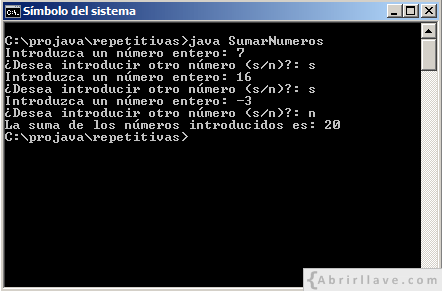 Símbolo del sistema
C:\projava\repetitivas>java SumarNumeros
Introduzca un número entero: 7
¿Desea introducir otro número (s/n)?: s
Introduzca un número entero: 16
¿Desea introducir otro número (s/n)?: s
Introduzca un número entero: -3
¿Desea introducir otro número (s/n)?: n
La suma de los números introducidos es: 20
C:\projava\repetitivas>
{Abrirllave.com